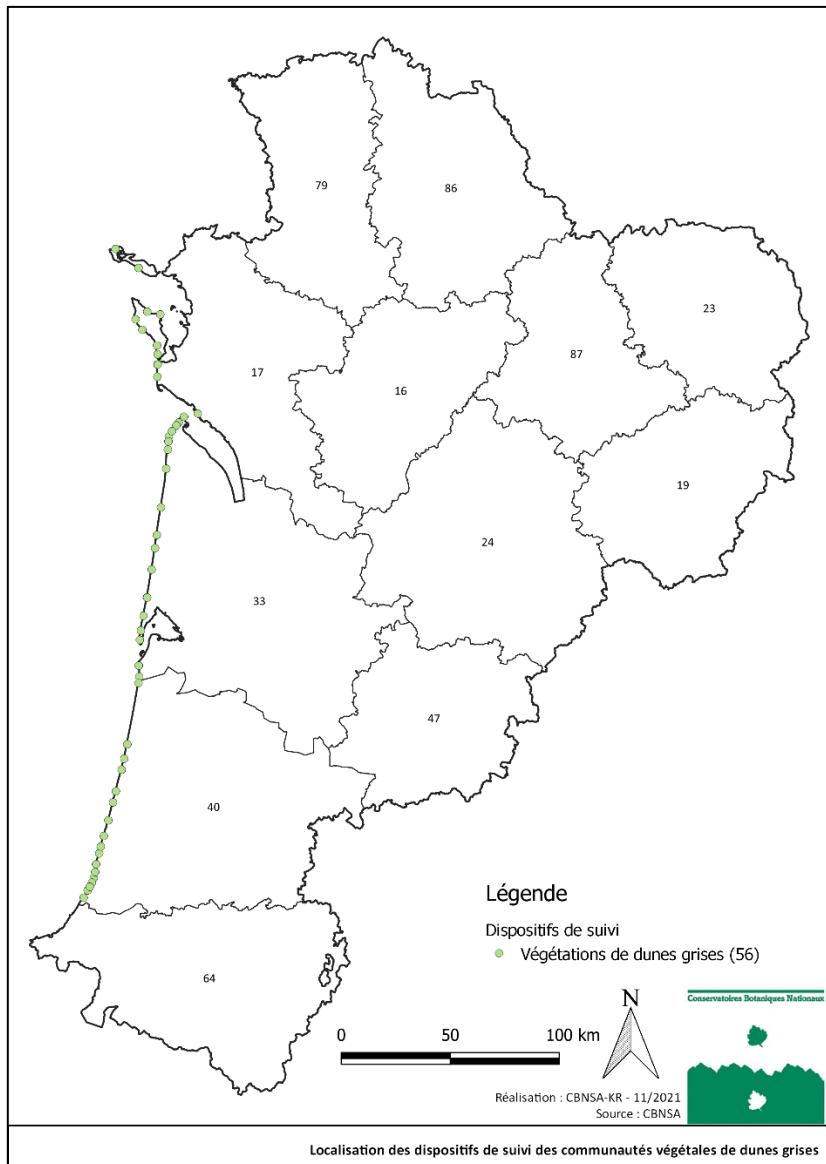 79
86
23
17
87
16
19
24
33
47
40
64
Légende
Dispositifs de suivi
Végétations de dunes grises (56)
N
0 50 100 km
Conservatoires Botaniques Nationaux
Réalisation : CBNSA-KR - 11/2021
Source : CBNSA
Localisation des dispositifs de suivi des communautés végétales de dunes grises